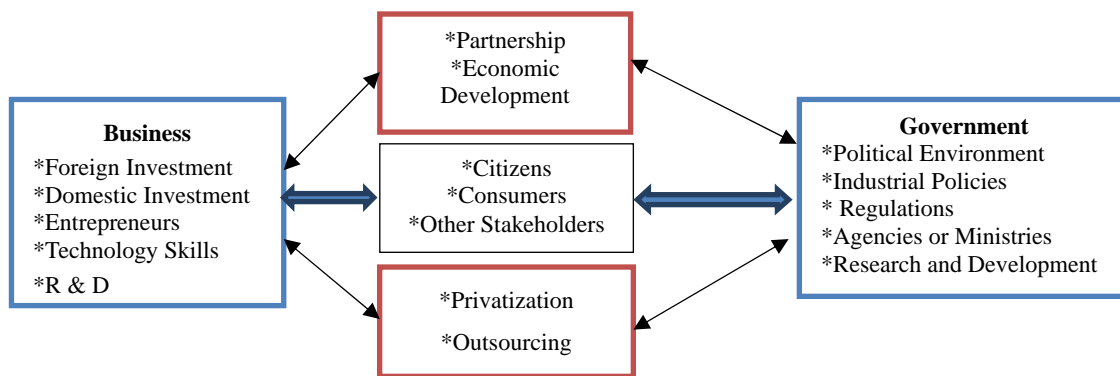 *Partnership
*Economic
Development
Business
*Foreign Investment
*Domestic Investment
*Entrepreneurs
*Technology Skills
*R & D
*Citizens
*Consumers
*Other Stakeholders
*Privatization
*Outsourcing
Government
*Political Environment
*Industrial Policies
* Regulations
*Agencies or Ministries
*Research and Development